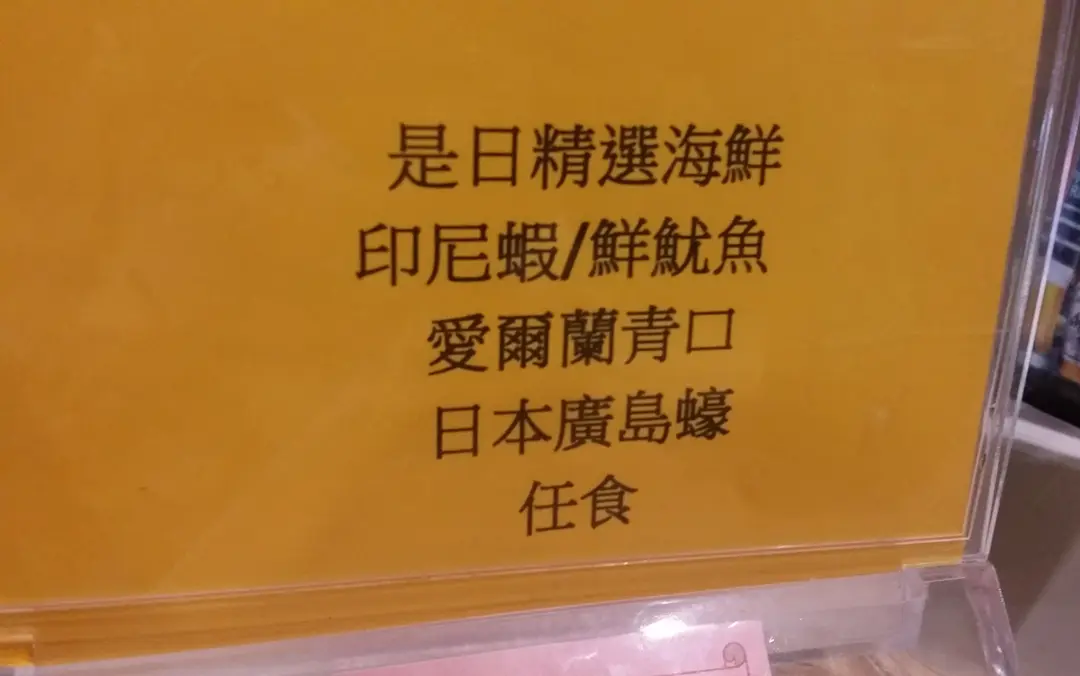 是日精選海鮮
印尼蝦/鮮魷魚
愛爾蘭青口
日本廣島蠔
任食